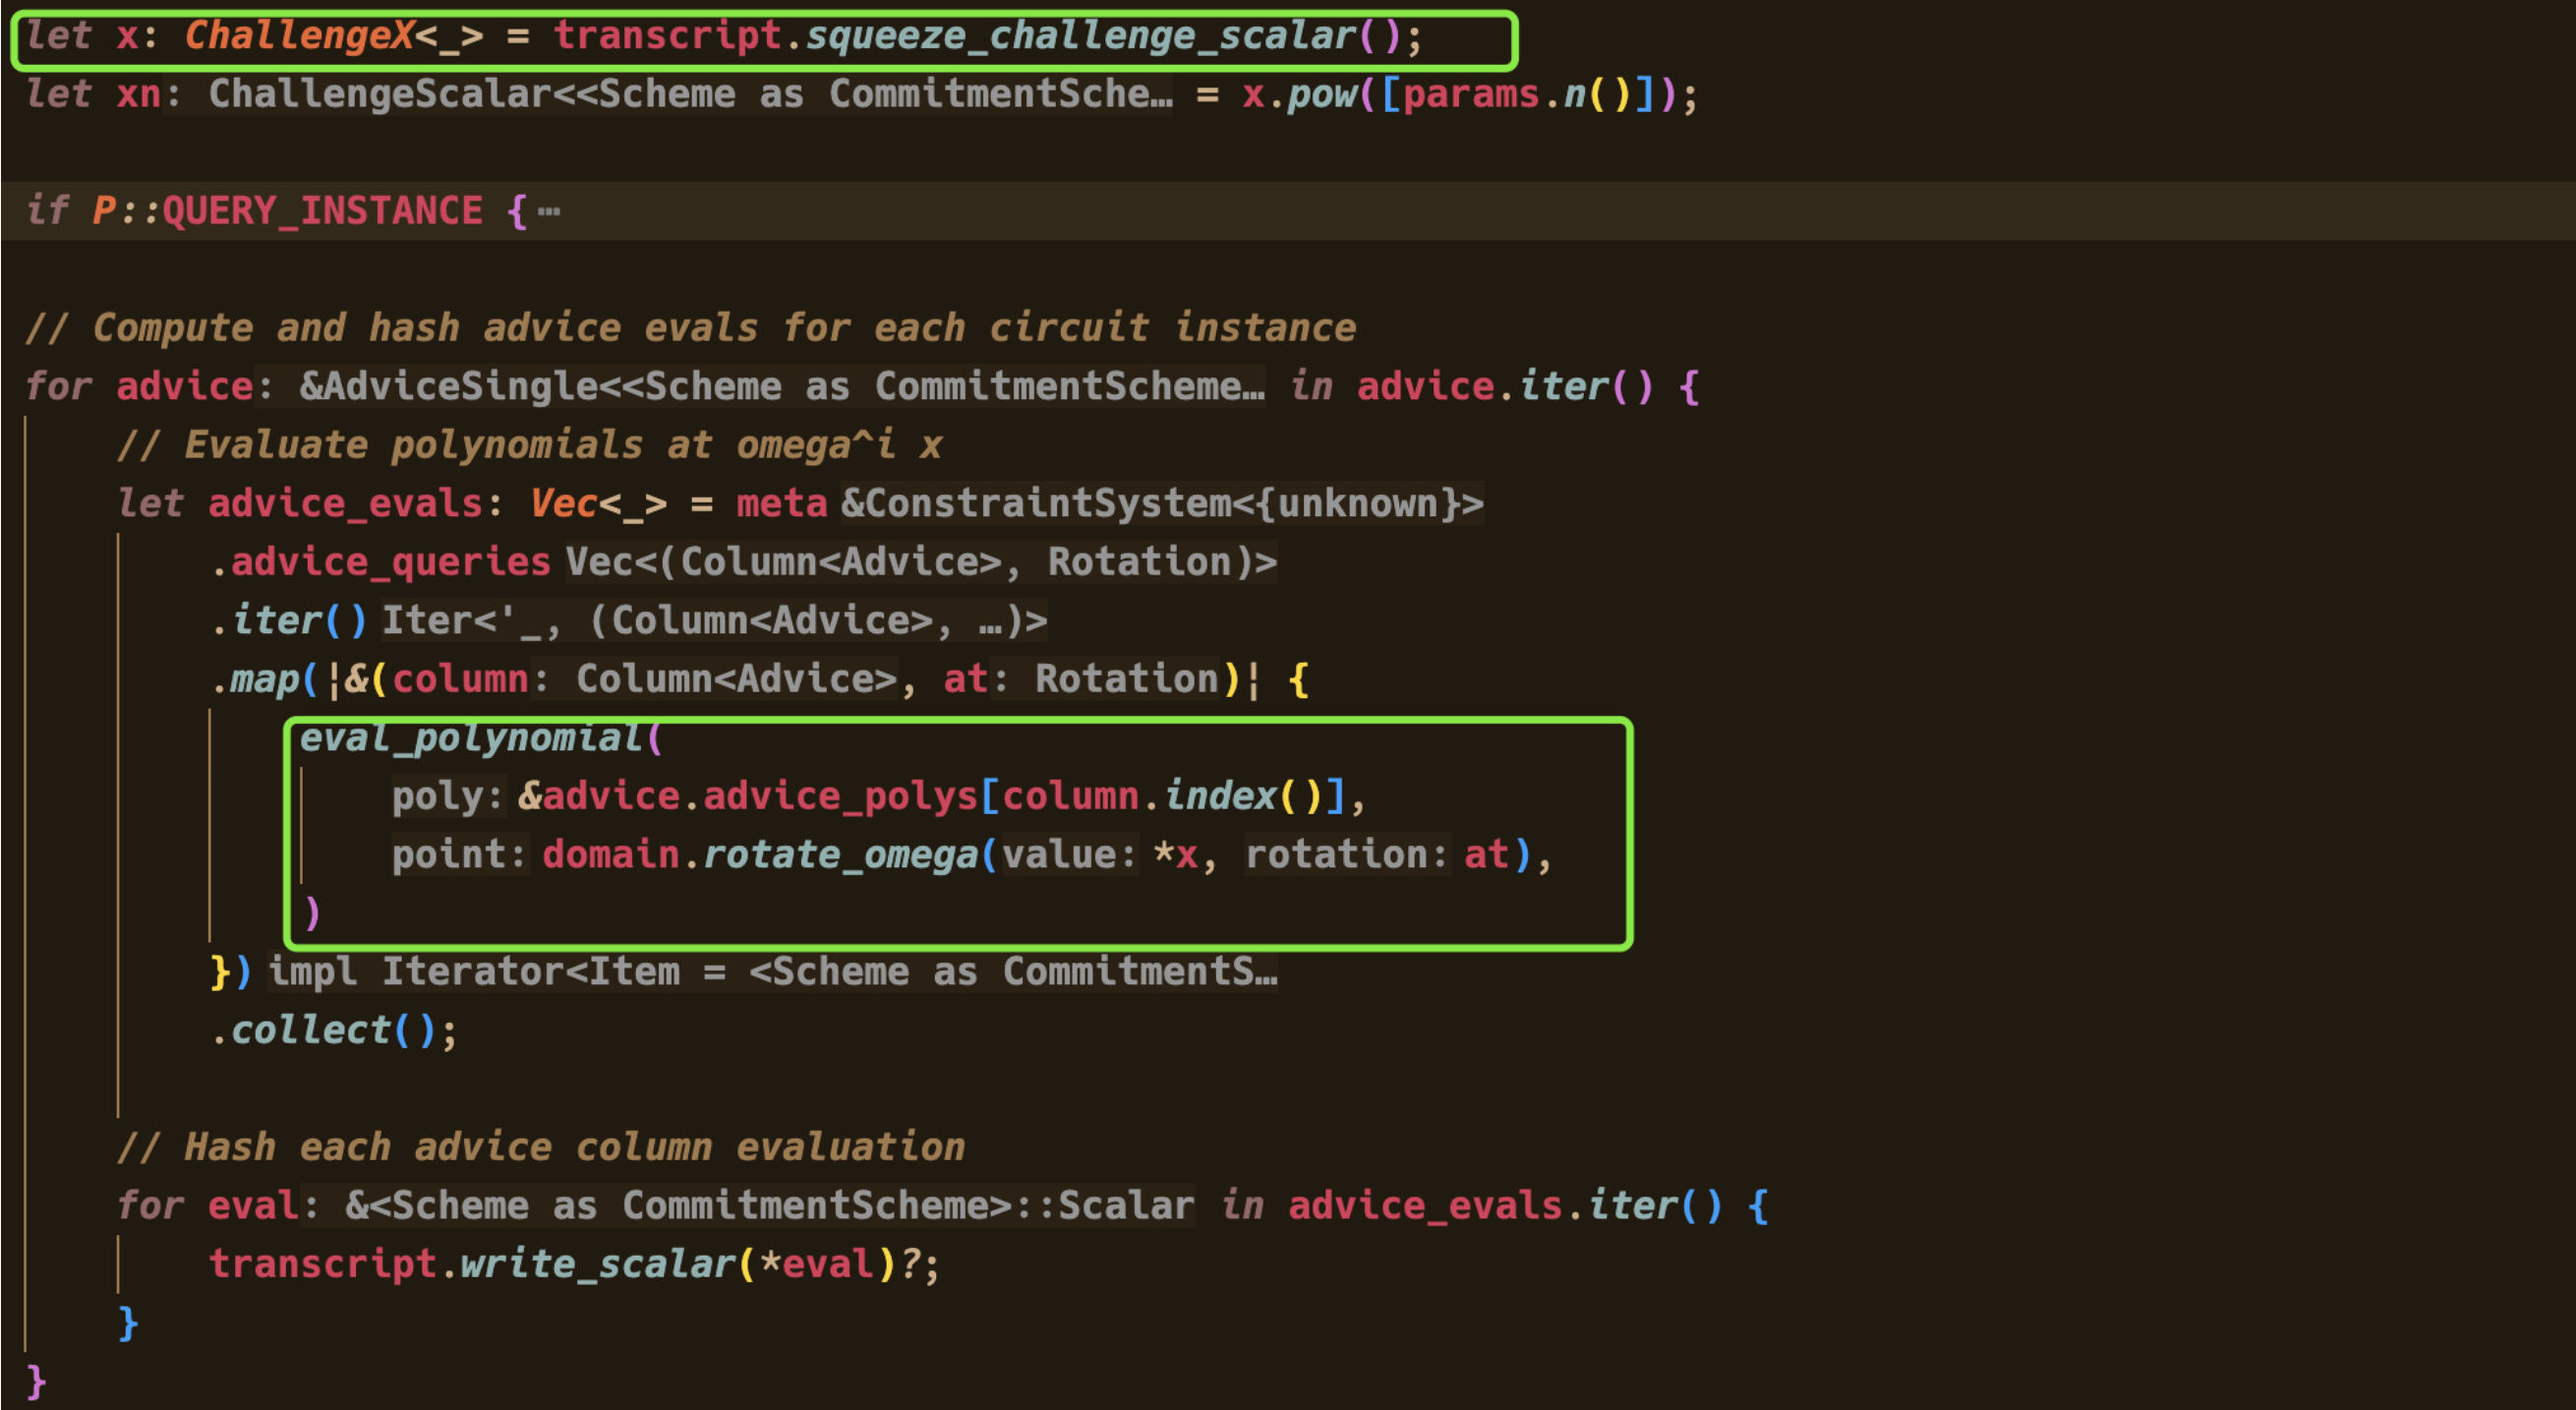 let x: ChallengeX<_> = transcript.squeeze_challenge_scalar();
let xn: ChallengeScalar<<Scheme as CommitmentSche… = x.pow([params.n()]);
if P::QUERY_INSTANCE { ⋯
// Compute and hash advice evals for each circuit instance
for advice: &AdviceSingle<<Scheme as CommitmentScheme… in advice.iter() {
// Evaluate polynomials at omega^i x
let advice_evals: Vec<_> = meta &ConstraintSystem<{unknown}>
.advice_queries Vec<(Column<Advice>, Rotation)>
.iter() Iter<'_, (Column<Advice>, …)>
.map(|&(column: Column<Advice>, at: Rotation)| {
eval_polynomial(
poly: &advice.advice_polys[column.index()],
point: domain.rotate_omega(value: *x, rotation: at),
)
}) impl Iterator<Item = <Scheme as CommitmentS…
.collect();
// Hash each advice column evaluation
for eval: &<Scheme as CommitmentScheme>::Scalar in advice_evals.iter() {
transcript.write_scalar(*eval)?;
}
}